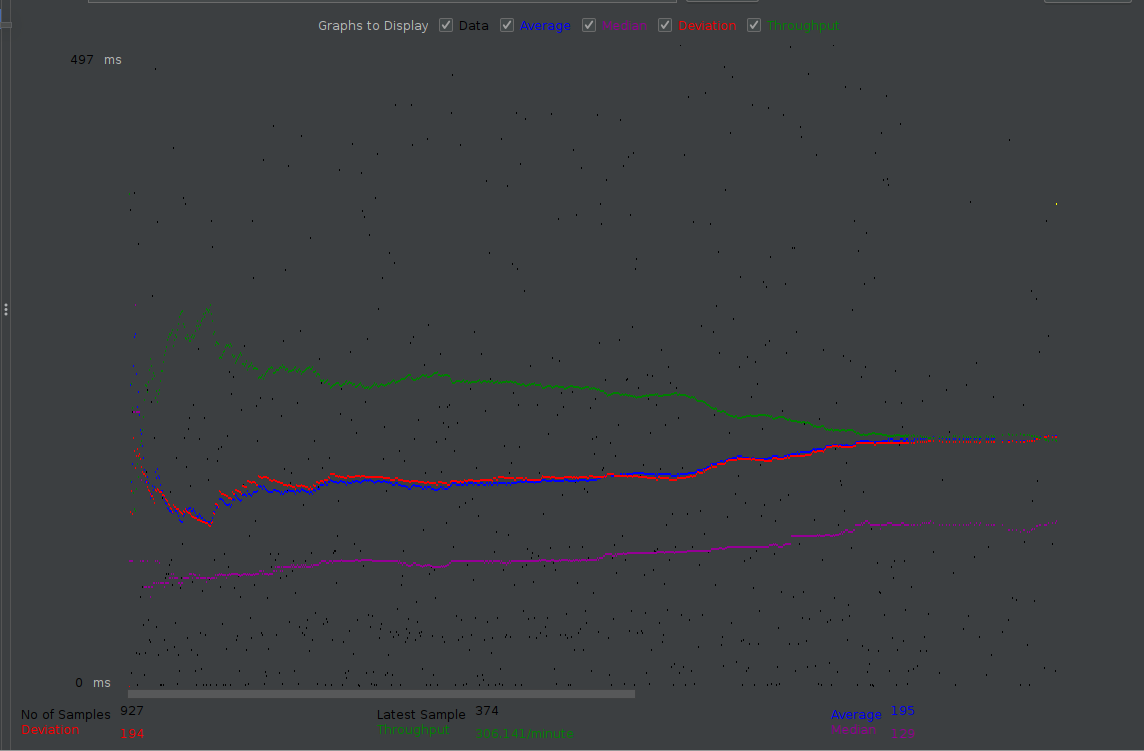 Graphs to Display Data Average Median Deviation Throughput
497 ms
0 ms
No of Samples 927 Latest Sample 374 Average 195
Deviation 194 Throughput 306.141/minute Median